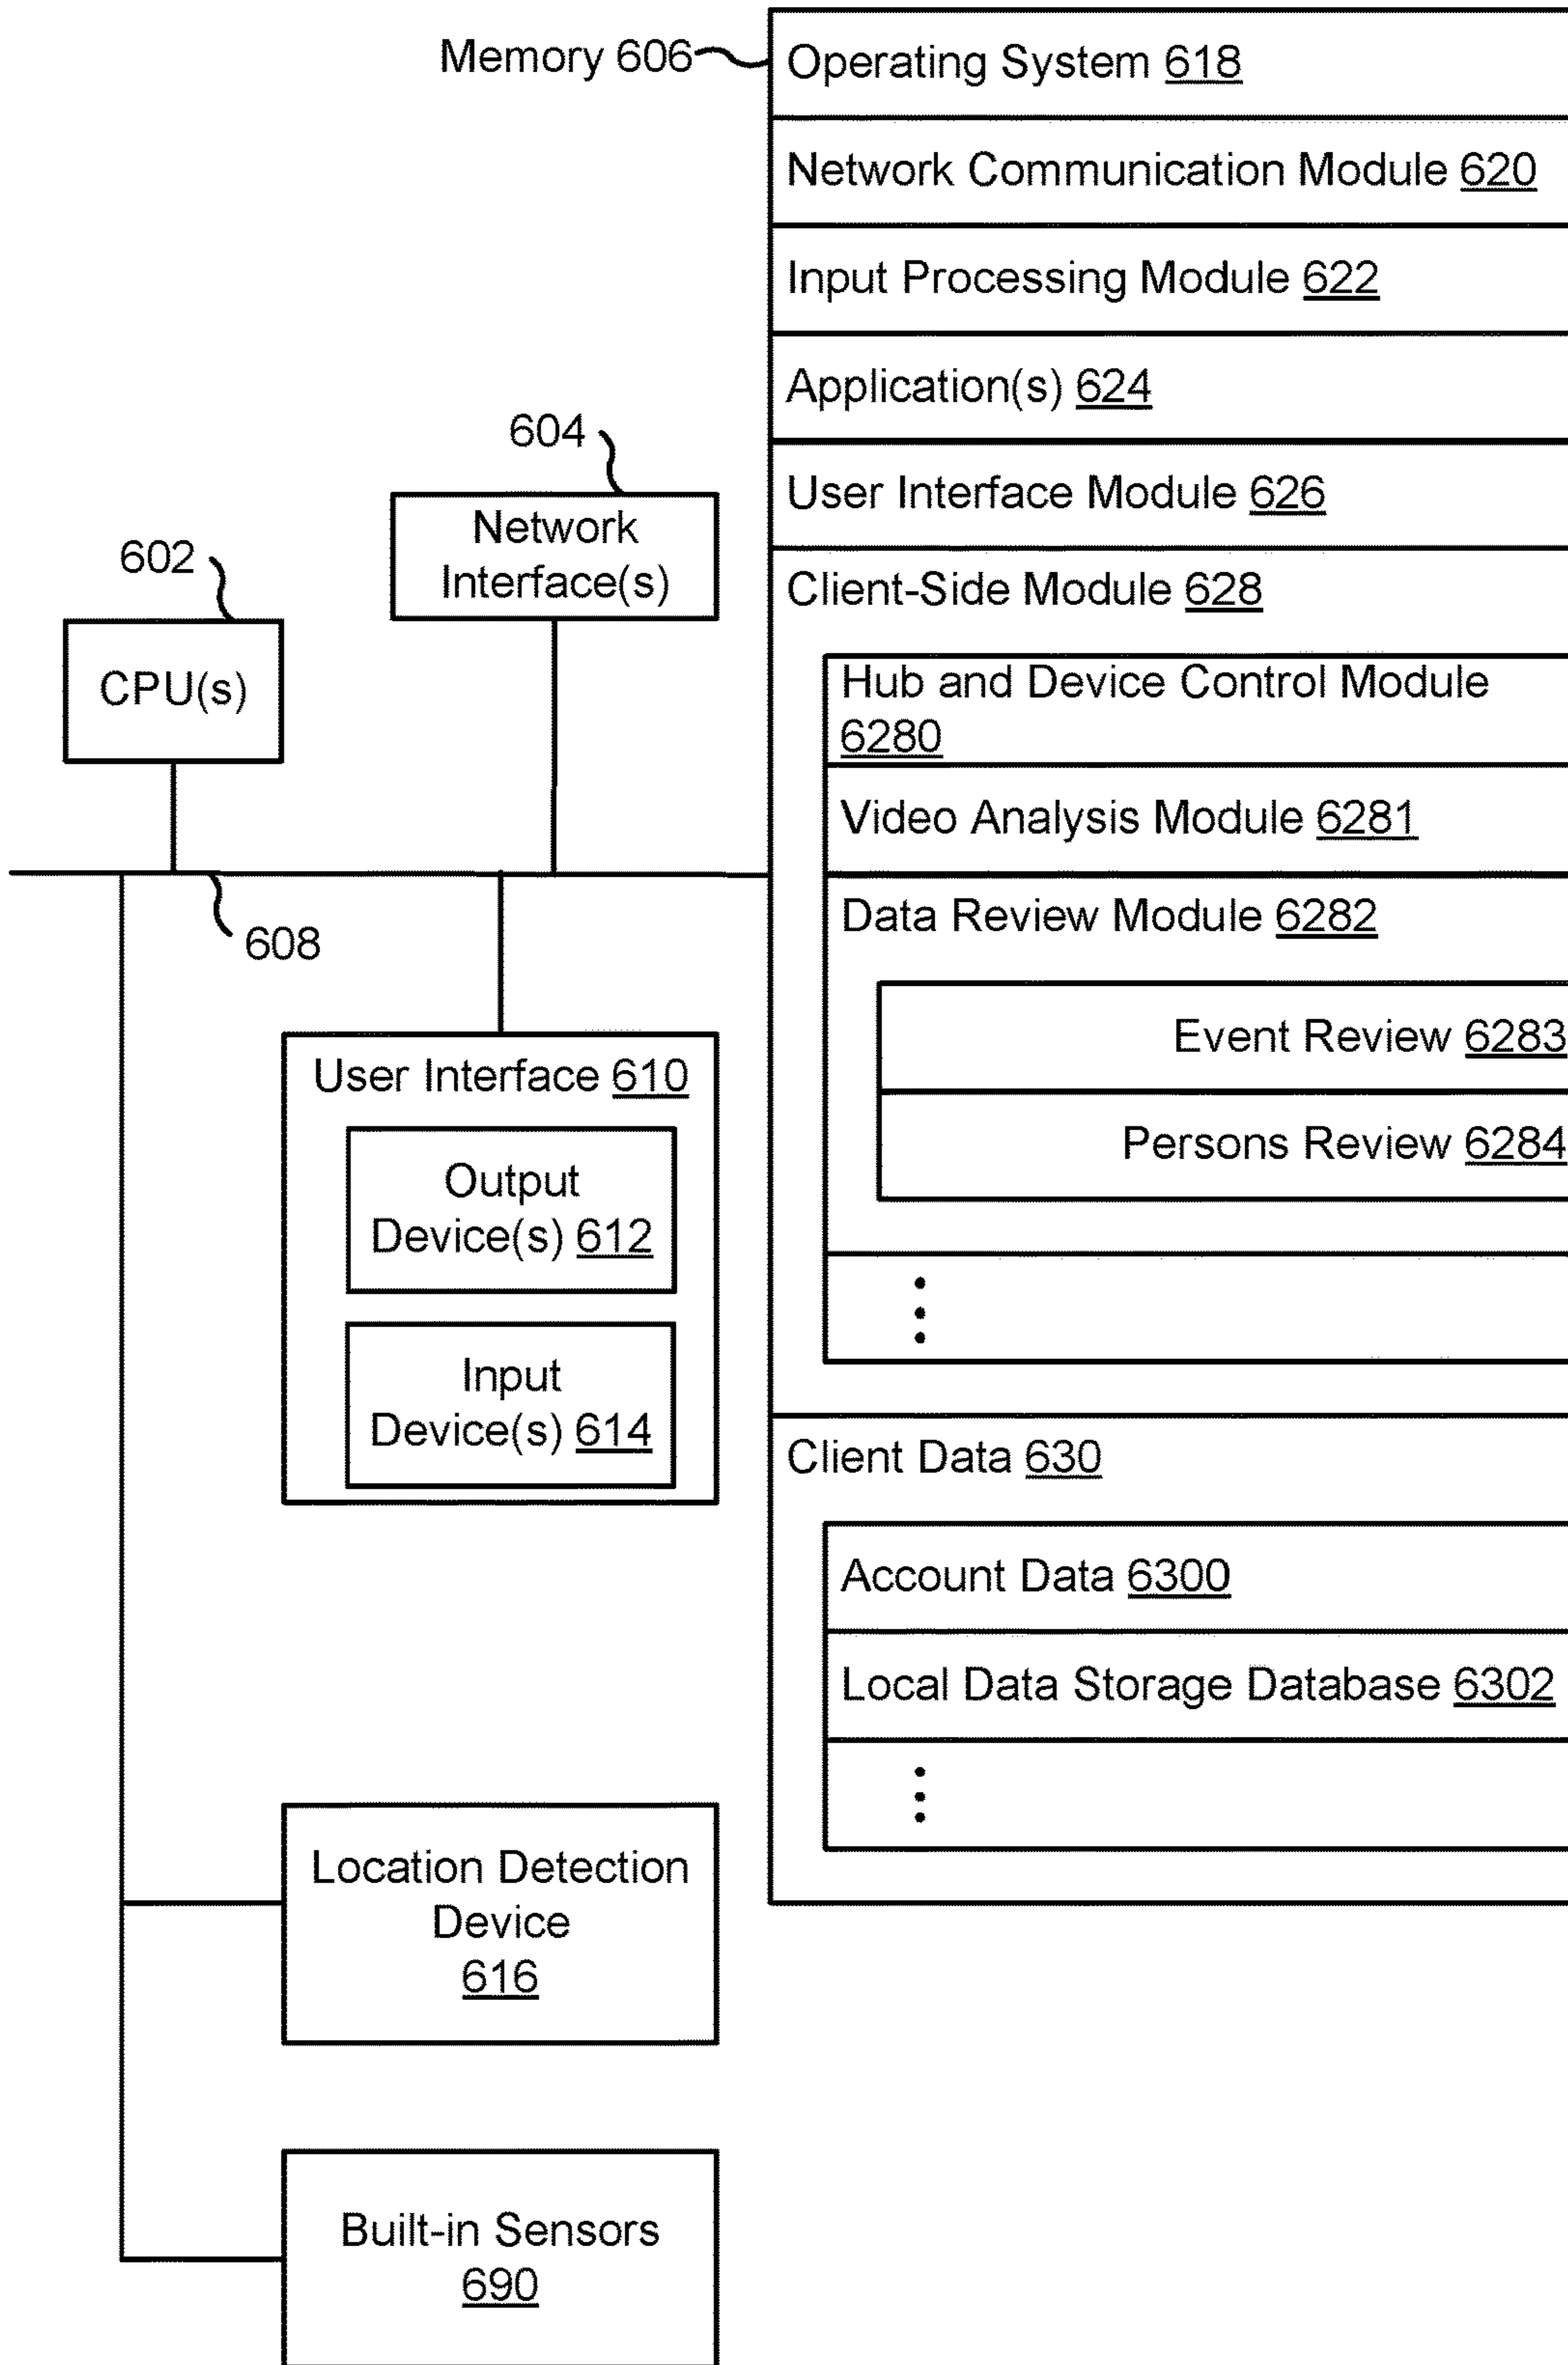 Memory 606
Operating System 618
Network Communication Module 620
Input Processing Module 622
Application(s) 624
User Interface Module 626
Client-Side Module 628
Hub and Device Control Module
6280
Video Analysis Module 6281
Data Review Module 6282
Event Review 6283
Persons Review 6284
Client Data 630
Account Data 6300
Local Data Storage Database 6302
604
Network
Interface(s)
602
CPU(s)
608
User Interface 610
Output
Device(s) 612
Input
Device(s) 614
Location Detection
Device
616
Built-in Sensors
690